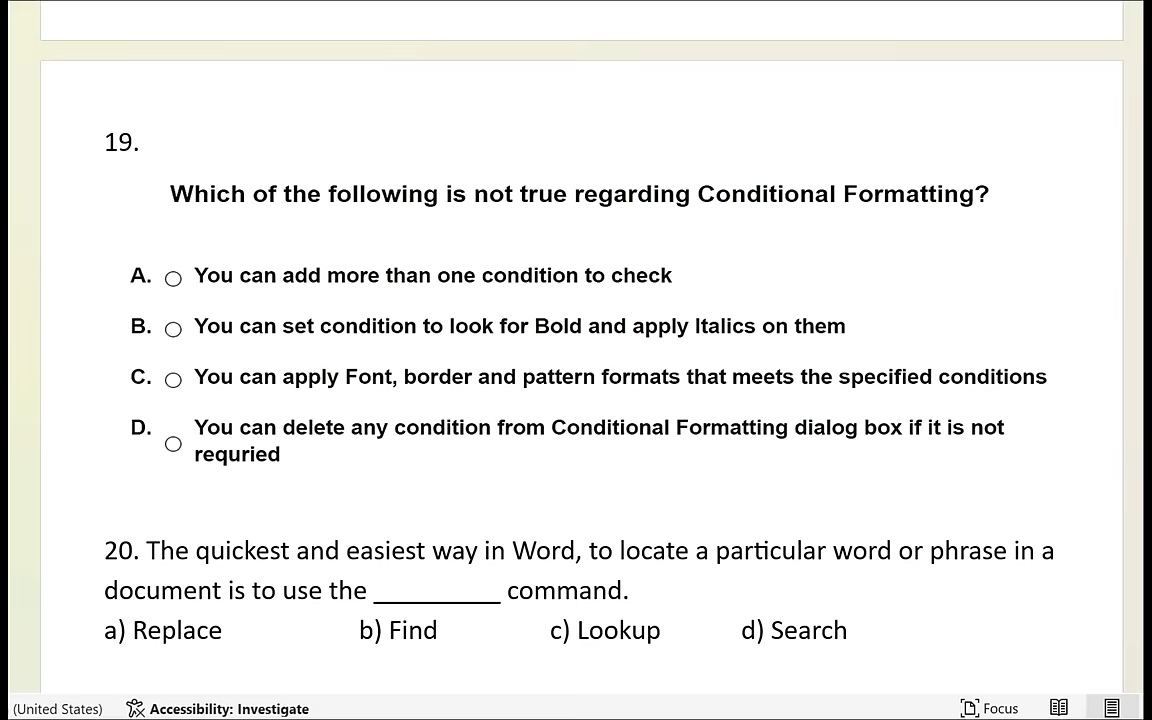 19.
Which of the following is not true regarding Conditional Formatting?
A. You can add more than one condition to check
B. You can set condition to look for Bold and apply Italics on them
C. You can apply Font, border and pattern formats that meets the specified conditions
D. You can delete any condition from Conditional Formatting dialog box if it is not
requried
20. The quickest and easiest way in Word, to locate a particular word or phrase in a
document is to use the __________ command.
a) Replace b) Find c) Lookup d) Search
(United States) Accessibility: Investigate Focus